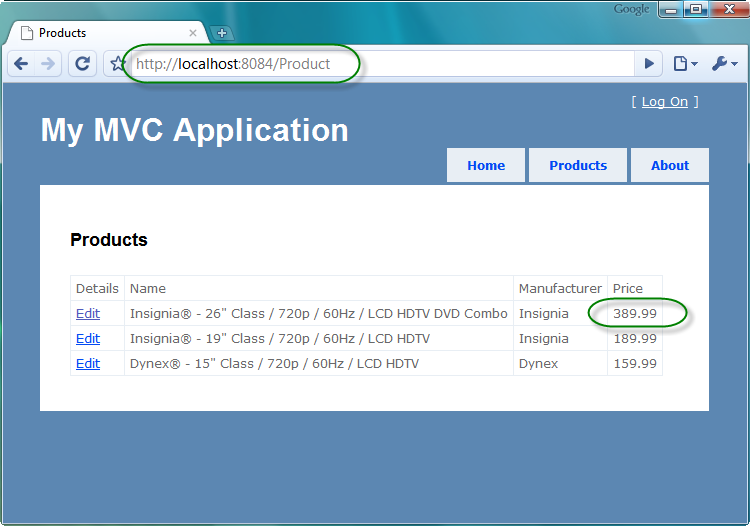 Google
Products
http://localhost:8084/Product
[ Log On ]
My MVC Application
Home Products About
Products
Details Name Manufacturer Price
Edit Insignia® - 26" Class / 720p / 60Hz / LCD HDTV DVD Combo Insignia 389.99
Edit Insignia® - 19" Class / 720p / 60Hz / LCD HDTV Insignia 189.99
Edit Dynex® - 15" Class / 720p / 60Hz / LCD HDTV Dynex 159.99